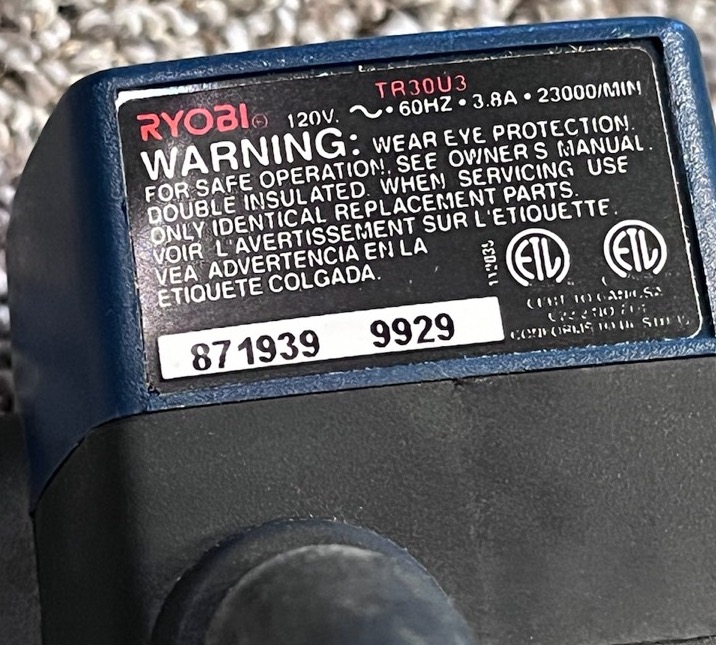 TR30U3
RYOBI 120V. ~ • 60HZ • 3.8A • 23000/MIN
WARNING: WEAR EYE PROTECTION.
FOR SAFE OPERATION, SEE OWNER'S MANUAL.
DOUBLE INSULATED. WHEN SERVICING USE
ONLY IDENTICAL REPLACEMENT PARTS.
VOIR L'AVERTISSEMENT SUR L'ETIQUETTE.
VEA ADVERTENCIA EN LA
ETIQUETE COLGADA.
ETL ETL
871939 9929